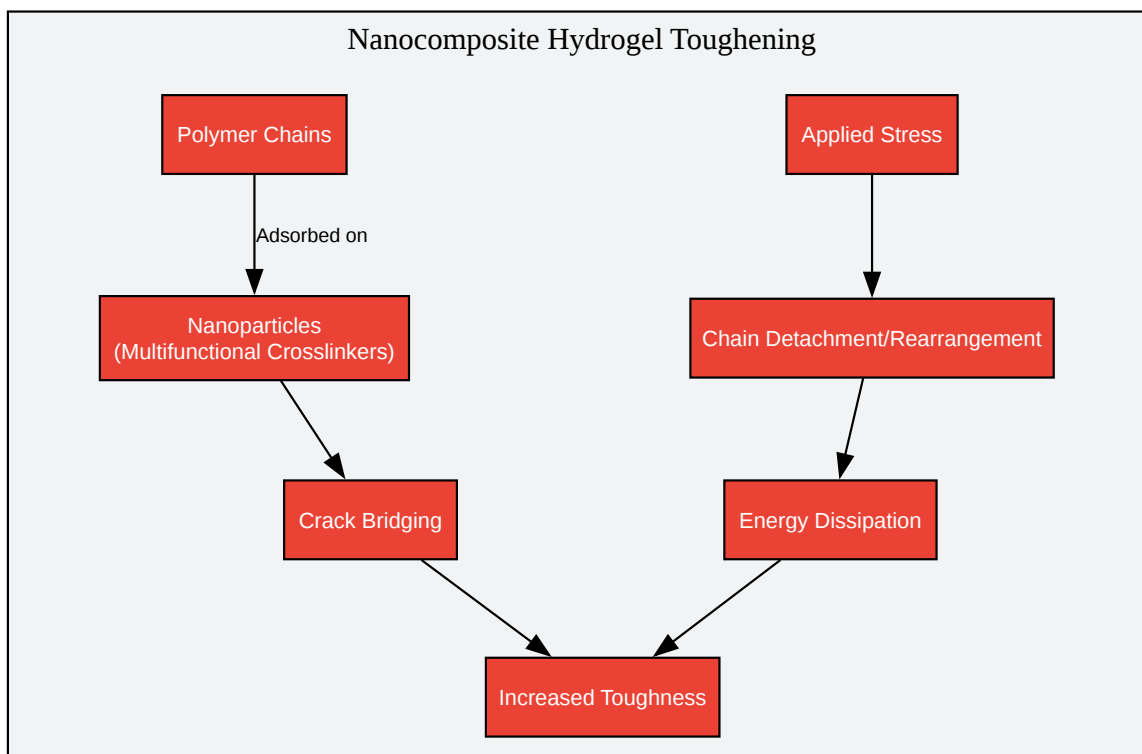 Nanocomposite Hydrogel Toughening
Polymer Chains
Applied Stress
Adsorbed on
Nanoparticles
(Multifunctional Crosslinkers)
Chain Detachment/Rearrangement
Crack Bridging
Energy Dissipation
Increased Toughness